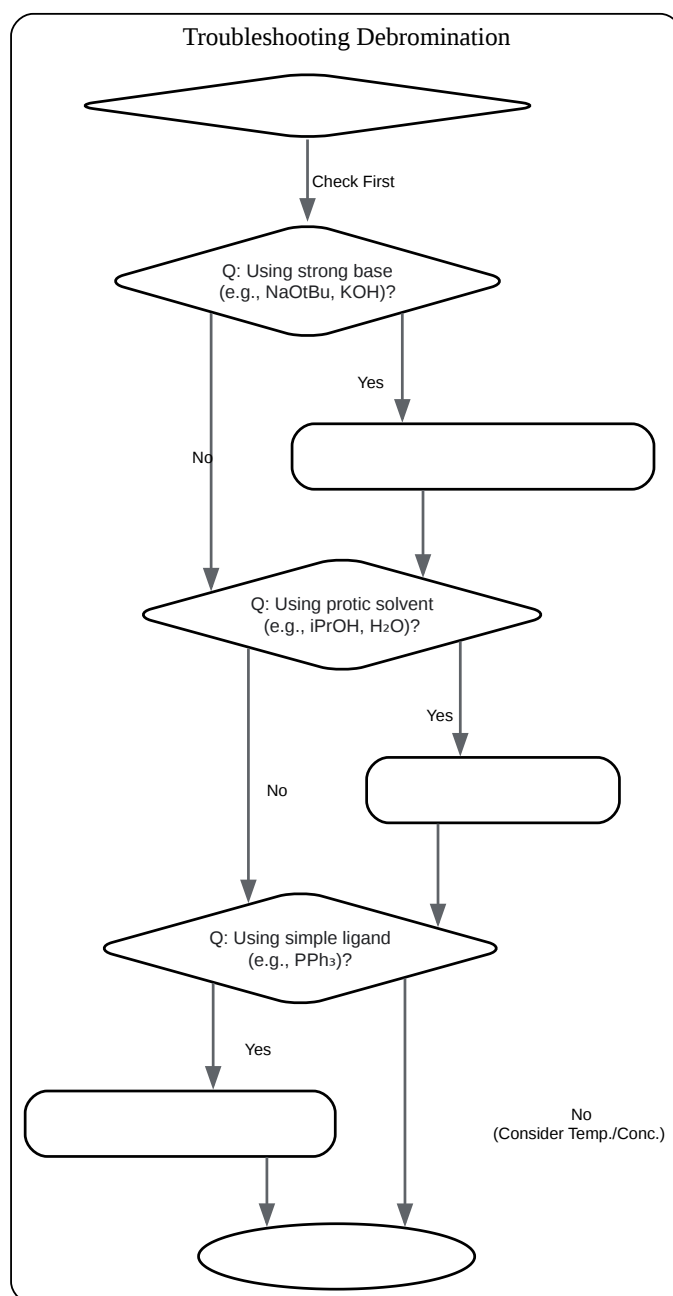 Troubleshooting Debromination
Check First
Q: Using strong base
(e.g., NaOtBu, KOH)?
Yes
No
Q: Using protic solvent
(e.g., iPrOH, H₂O)?
Yes
No
Q: Using simple ligand
(e.g., PPh₃)?
Yes
No
(Consider Temp./Conc.)